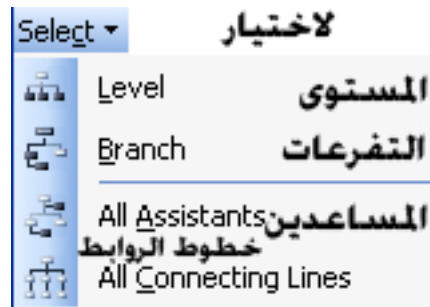 Select لاختيار
Level المستوى
Branch التفرعات
All Assistants المساعدين
خطوط الروابط
All Connecting Lines